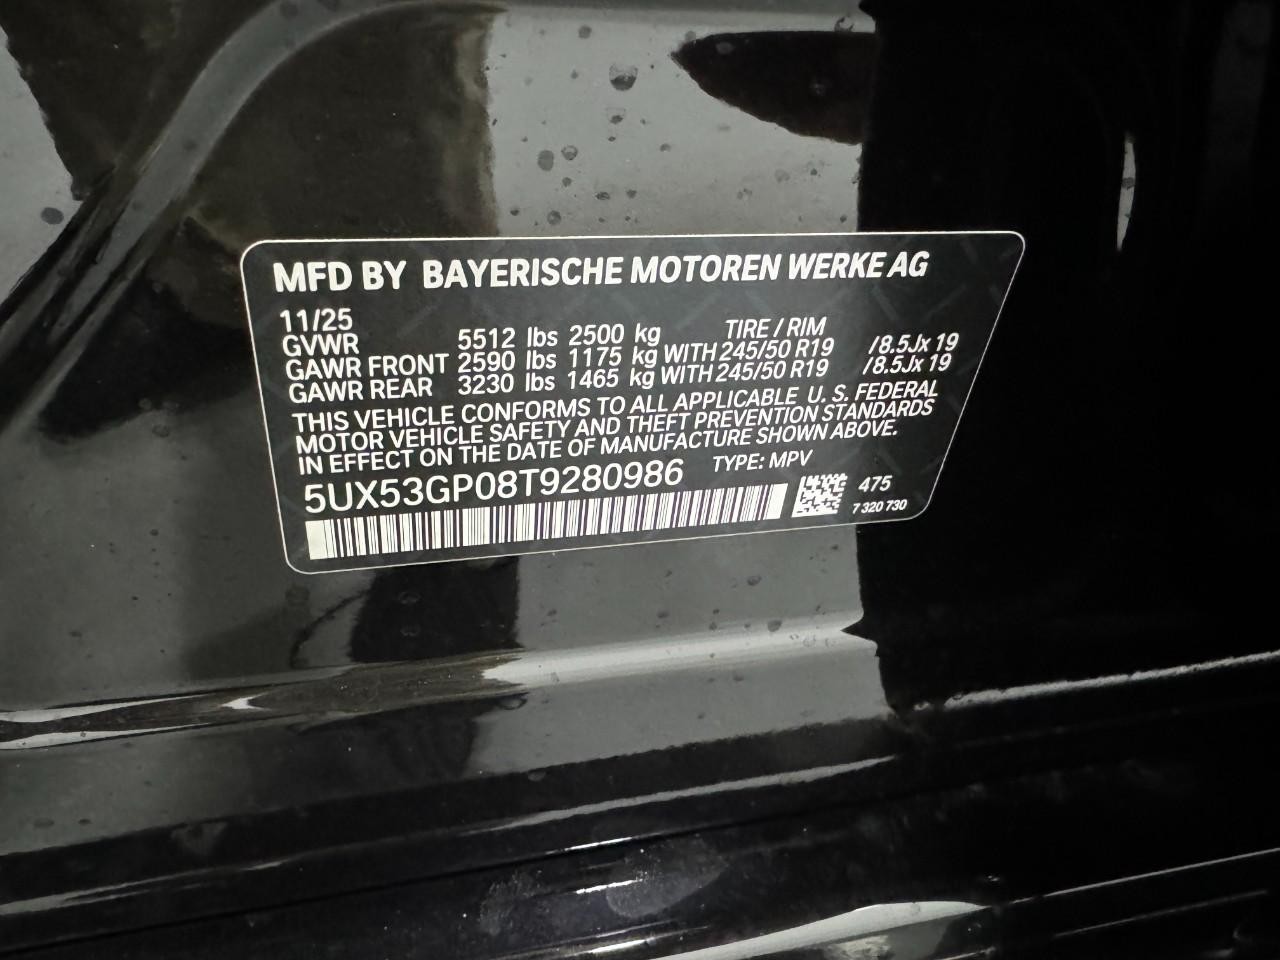 MFD BY BAYERISCHE MOTOREN WERKE AG
11/25
GVWR 5512 lbs 2500 kg TIRE / RIM
GAWR FRONT 2590 lbs 1175 kg WITH 245/50 R19 /8.5Jx 19
GAWR REAR 3230 lbs 1465 kg WITH 245/50 R19 /8.5Jx 19
THIS VEHICLE CONFORMS TO ALL APPLICABLE U. S. FEDERAL
MOTOR VEHICLE SAFETY AND THEFT PREVENTION STANDARDS
IN EFFECT ON THE DATE OF MANUFACTURE SHOWN ABOVE.
5UX53GP08T9280986 TYPE: MPV
475
7 320 730